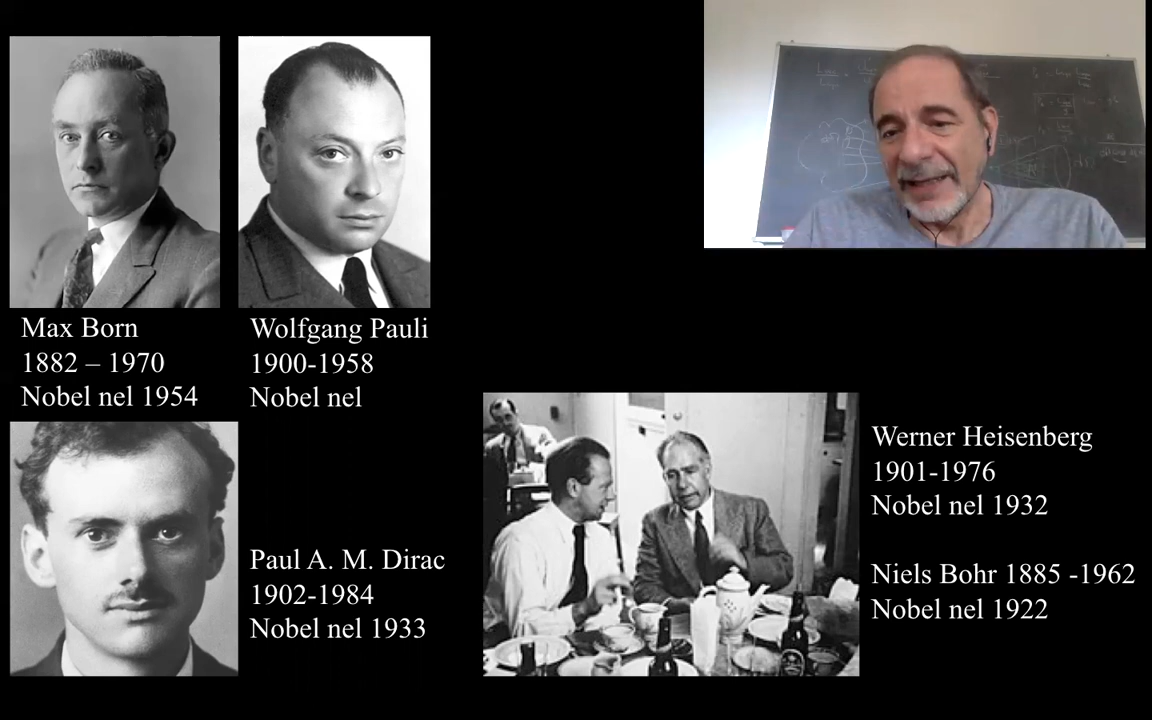 Max Born
1882 – 1970
Nobel nel 1954
Wolfgang Pauli
1900-1958
Nobel nel
Paul A. M. Dirac
1902-1984
Nobel nel 1933
Werner Heisenberg
1901-1976
Nobel nel 1932
Niels Bohr 1885 -1962
Nobel nel 1922